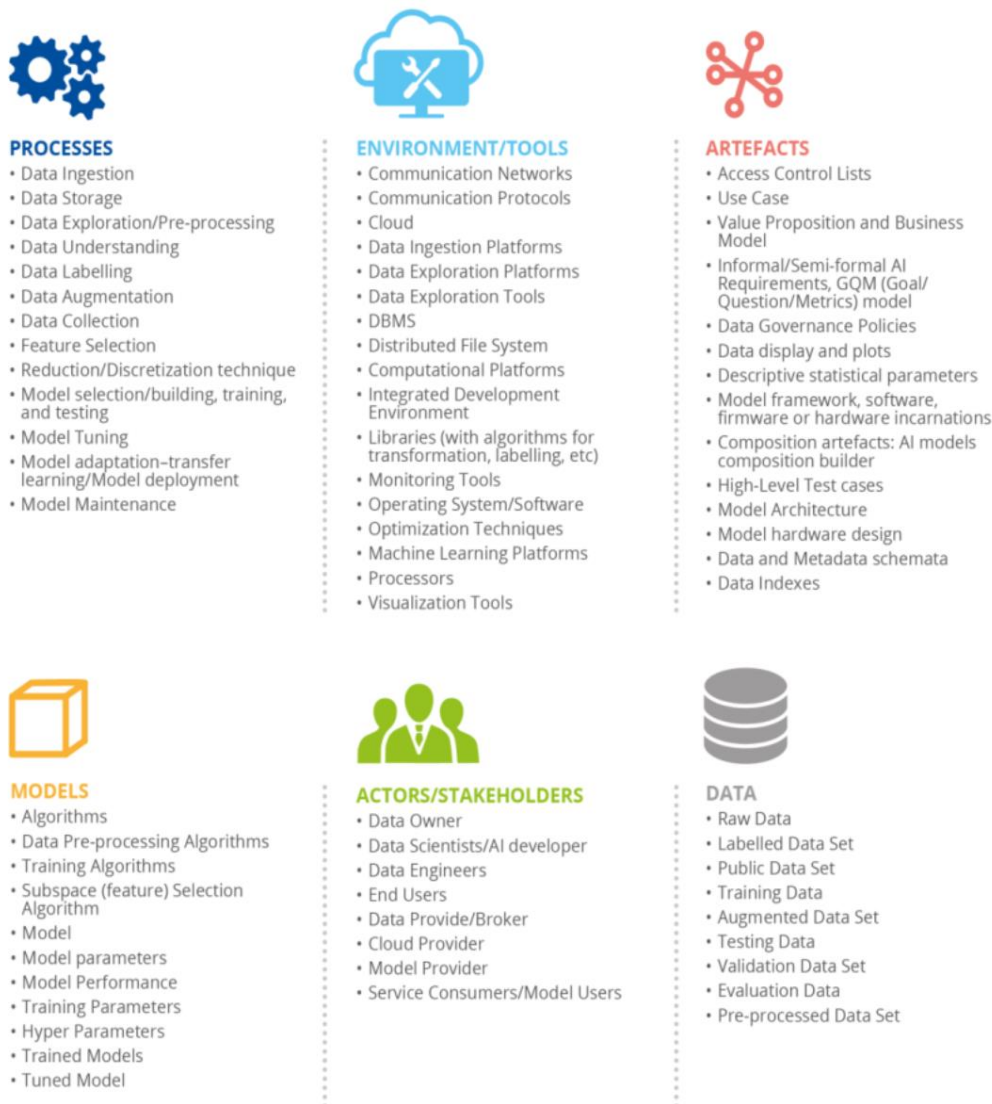 PROCESSES
• Data Ingestion
• Data Storage
• Data Exploration/Pre-processing
• Data Understanding
• Data Labelling
• Data Augmentation
• Data Collection
• Feature Selection
• Reduction/Discretization technique
• Model selection/building, training,
and testing
• Model Tuning
• Model adaptation–transfer
learning/Model deployment
• Model Maintenance
ENVIRONMENT/TOOLS
• Communication Networks
• Communication Protocols
• Cloud
• Data Ingestion Platforms
• Data Exploration Platforms
• Data Exploration Tools
• DBMS
• Distributed File System
• Computational Platforms
• Integrated Development
Environment
• Libraries (with algorithms for
transformation, labelling, etc)
• Monitoring Tools
• Operating System/Software
• Optimization Techniques
• Machine Learning Platforms
• Processors
• Visualization Tools
ARTEFACTS
• Access Control Lists
• Use Case
• Value Proposition and Business
Model
• Informal/Semi-formal AI
Requirements, GQM (Goal/
Question/Metrics) model
• Data Governance Policies
• Data display and plots
• Descriptive statistical parameters
• Model framework, software,
firmware or hardware incarnations
• Composition artefacts: AI models
composition builder
• High-Level Test cases
• Model Architecture
• Model hardware design
• Data and Metadata schemata
• Data Indexes
MODELS
• Algorithms
• Data Pre-processing Algorithms
• Training Algorithms
• Subspace (feature) Selection
Algorithm
• Model
• Model parameters
• Model Performance
• Training Parameters
• Hyper Parameters
• Trained Models
• Tuned Model
ACTORS/STAKEHOLDERS
• Data Owner
• Data Scientists/AI developer
• Data Engineers
• End Users
• Data Provide/Broker
• Cloud Provider
• Model Provider
• Service Consumers/Model Users
DATA
• Raw Data
• Labelled Data Set
• Public Data Set
• Training Data
• Augmented Data Set
• Testing Data
• Validation Data Set
• Evaluation Data
• Pre-processed Data Set